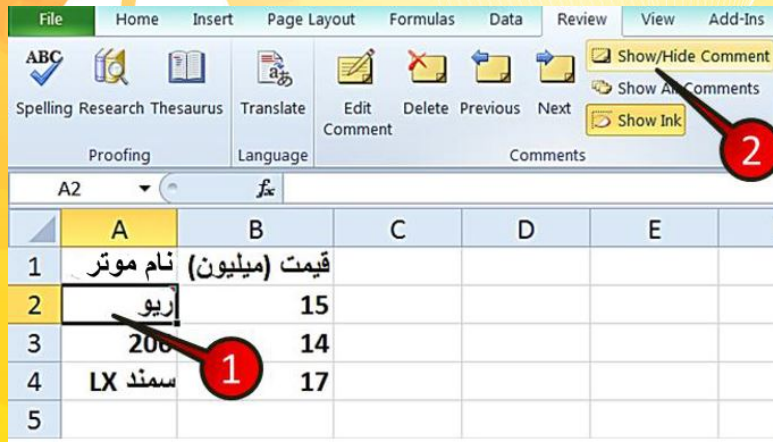 File Home Insert Page Layout Formulas Data Review View Add-Ins
Spelling Research Thesaurus Translate Edit Comment Delete Previous Next
Show/Hide Comment
Show All Comments
Show Ink
Proofing Language Comments
2
A2 fx
A B C D E
1 نام موتر قیمت (میلیون)
2 ریو 15
3 206 14
4 سمند LX 17
5
1